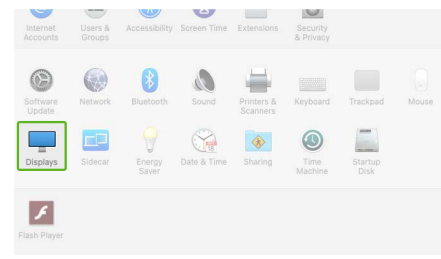 Internet Users & Accessibility Screen Time Extensions Security
Accounts Groups & Privacy
Software Network Bluetooth Sound Printers & Keyboard Trackpad Mouse
Update Scanners
Displays Sidecar Energy Date & Time Sharing Time Startup
Saver Machine Disk
Flash Player